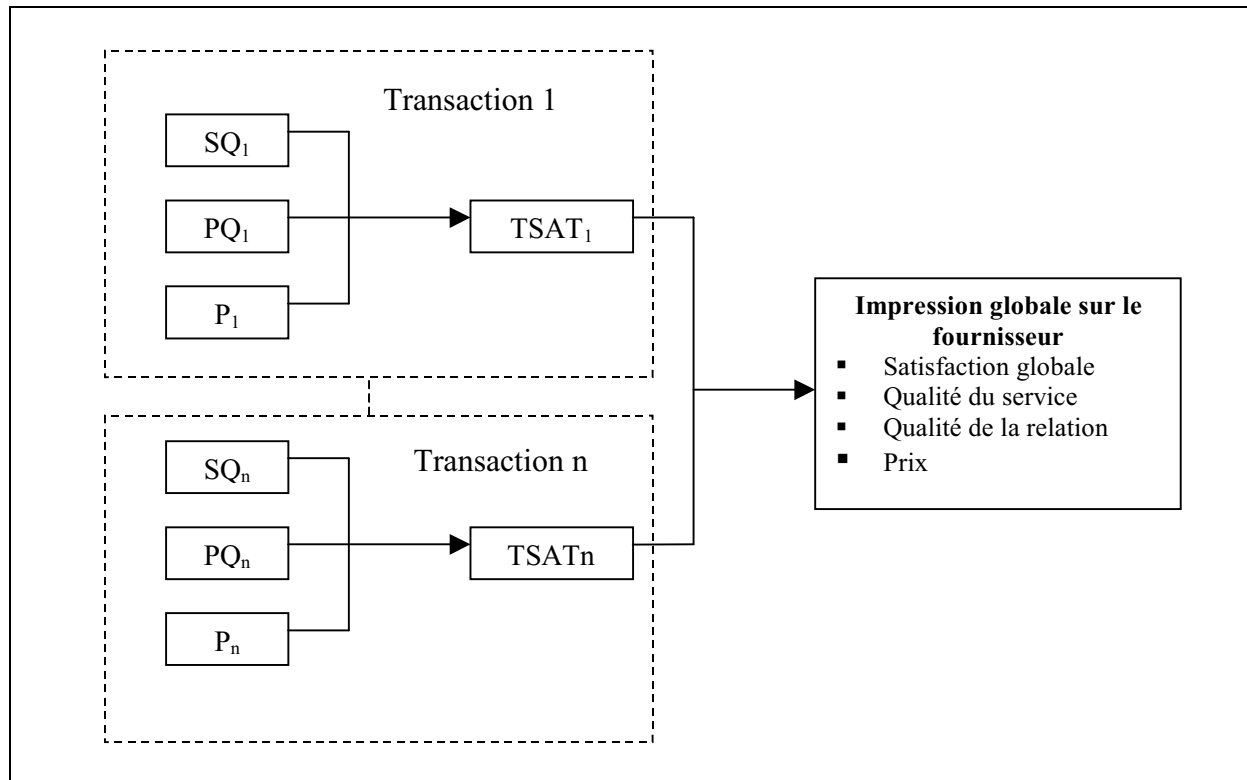 Transaction 1
SQ₁
PQ₁
TSAT₁
P₁
Impression globale sur le
fournisseur
▪ Satisfaction globale
▪ Qualité du service
▪ Qualité de la relation
▪ Prix
Transaction n
SQₙ
PQₙ
TSATn
Pₙ